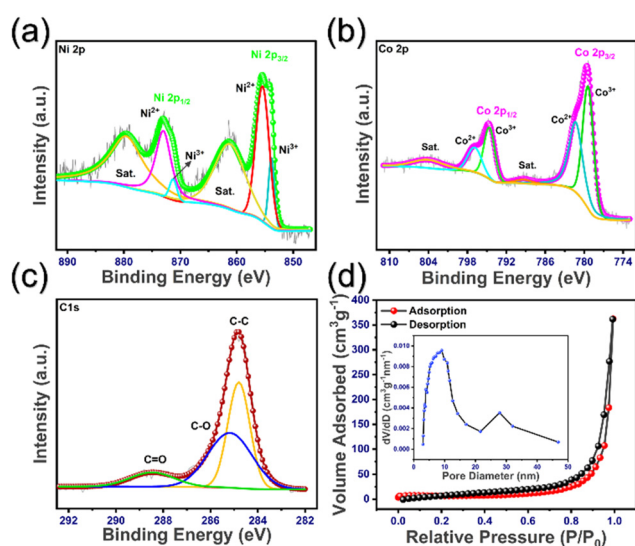 (a)
Ni 2p
Ni 2p3/2
Ni 2p1/2
Ni2+
Ni2+
Ni3+
Ni3+
Sat.
Sat.
Intensity (a.u.)
890 880 870 860 850
Binding Energy (eV)
(b)
Co 2p
Co 2p3/2
Co 2p1/2
Co2+
Co3+
Co2+
Co3+
Sat.
Sat.
Intensity (a.u.)
810 804 798 792 786 780 774
Binding Energy (eV)
(c)
C1s
C-C
C-O
C=O
Intensity (a.u.)
292 290 288 286 284 282
Binding Energy (eV)
(d)
Adsorption
Desorption
Volume Adsorbed (cm3g-1)
400
350
300
250
200
150
100
50
0
0.0 0.2 0.4 0.6 0.8 1.0
Relative Pressure (P/P0)
dV/dD (cm3g-1nm-1)
0.010
0.008
0.006
0.004
0.002
0.000
0 10 20 30 40 50
Pore Diameter (nm)